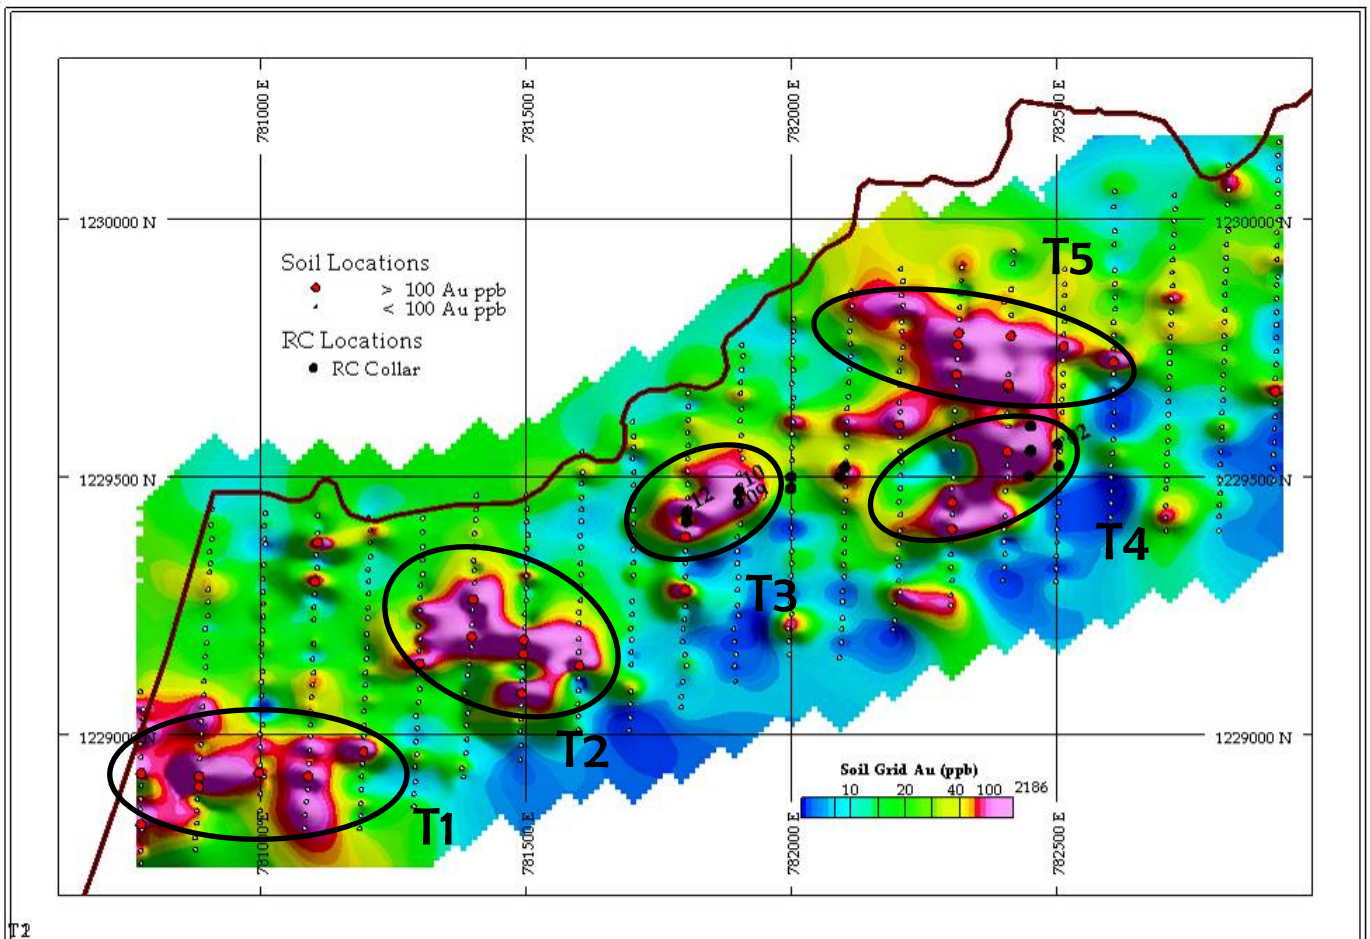 781000 E
781500 E
782000 E
782500 E
1230000 N
1230000 N
Soil Locations
> 100 Au ppb
< 100 Au ppb
RC Locations
RC Collar
T5
12
10
09
1229500 N
1229500 N
T4
T3
T2
1229000 N
1229000 N
T1
Soil Grid Au (ppb)
10 20 40 100 2186
781000 E
781500 E
782000 E
782500 E